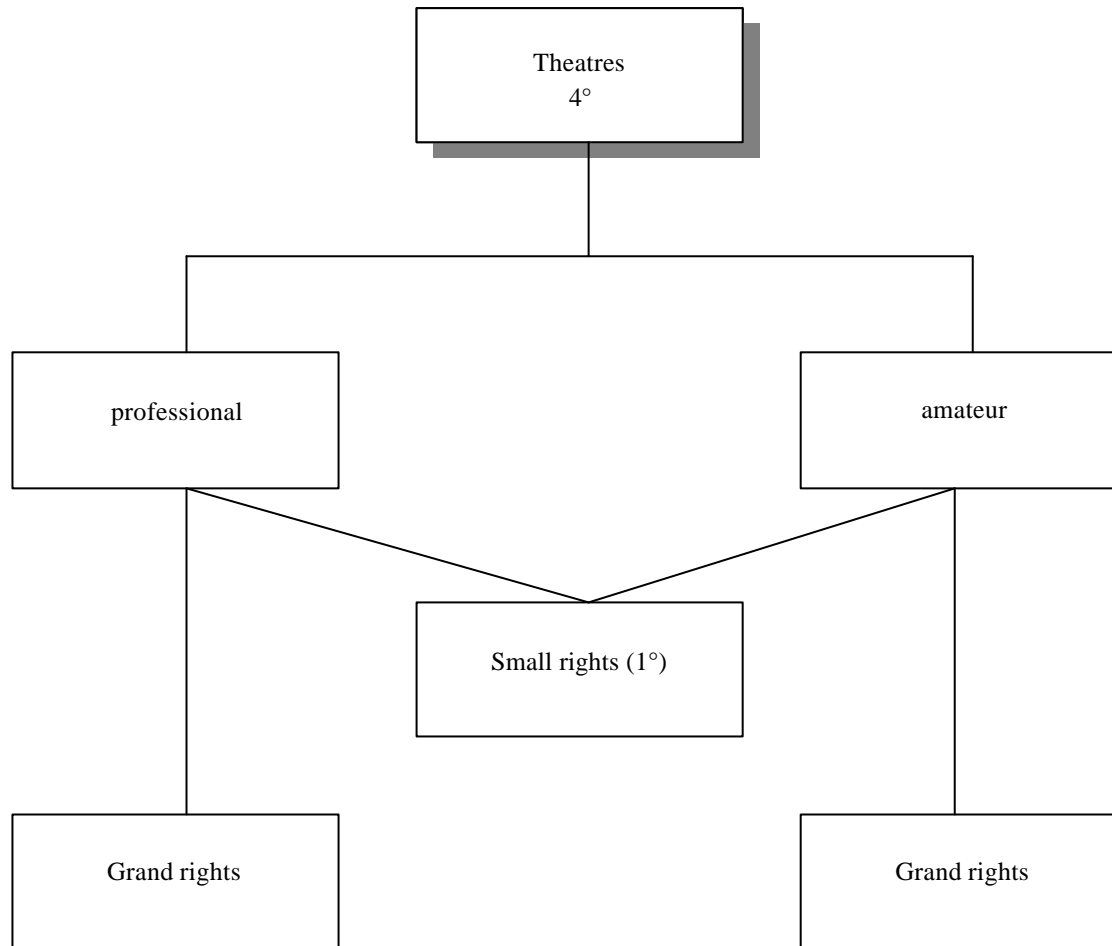 Theatres
4°
professional
amateur
Small rights (1°)
Grand rights
Grand rights